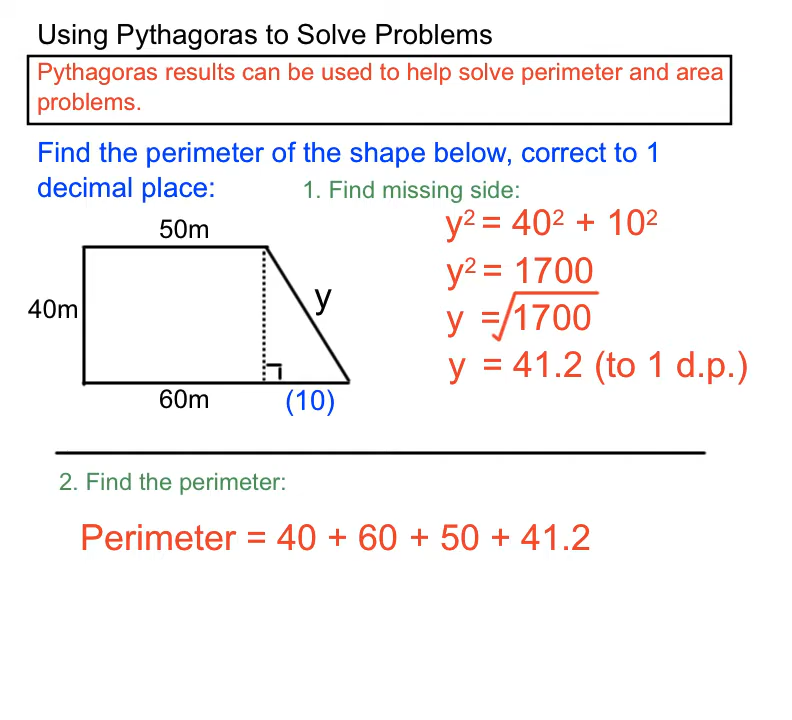 Using Pythagoras to Solve Problems
Pythagoras results can be used to help solve perimeter and area
problems.
Find the perimeter of the shape below, correct to 1
decimal place:
1. Find missing side:
50m
40m
y
60m
(10)
y² = 40² + 10²
y² = 1700
y = √1700
y = 41.2 (to 1 d.p.)
2. Find the perimeter:
Perimeter = 40 + 60 + 50 + 41.2